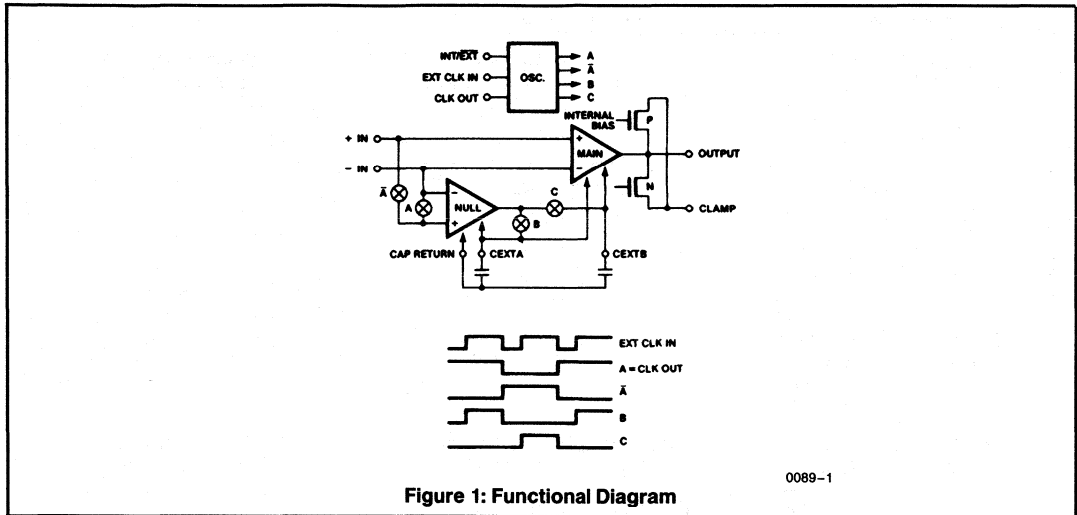 INT/E̅X̅T̅
OSC.
A
EXT CLK IN
A̅
B
CLK OUT
C
INTERNAL
BIAS
P
+ IN
+
MAIN
OUTPUT
- IN
-
N
A̅
A
-
NULL
+
C
B
CLAMP
CAP RETURN
CEXTA
CEXTB
EXT CLK IN
A = CLK OUT
A̅
B
C
0089-1
Figure 1: Functional Diagram